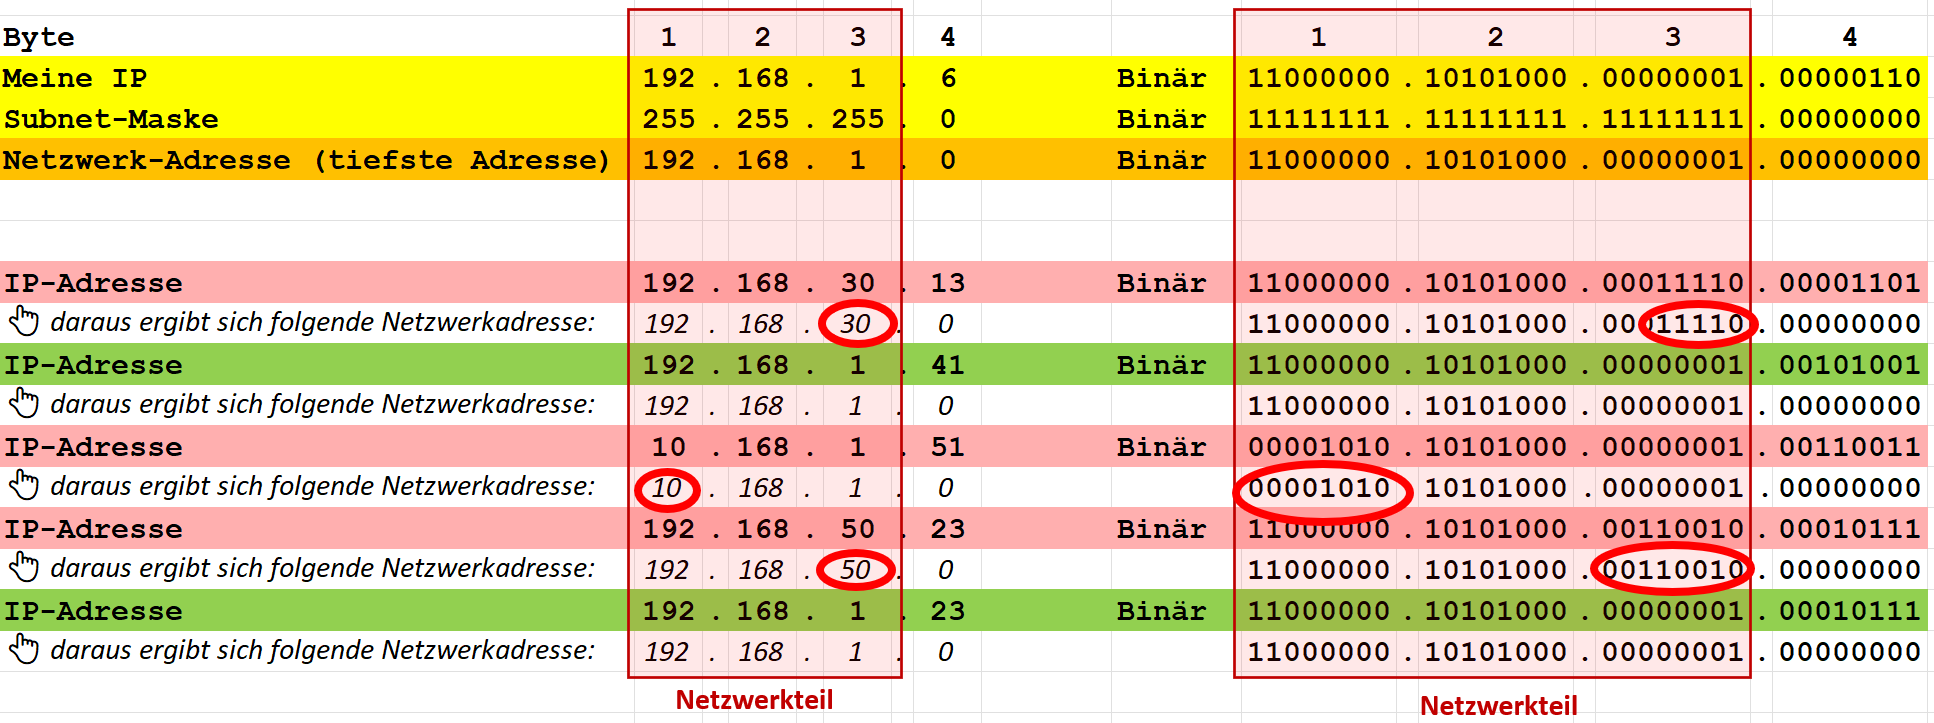 Byte 1 2 3 4 1 2 3 4
Meine IP 192 . 168 . 1 . 6 Binär 11000000 . 10101000 . 00000001 . 00000110
Subnet-Maske 255 . 255 . 255 . 0 Binär 11111111 . 11111111 . 11111111 . 00000000
Netzwerk-Adresse (tiefste Adresse) 192 . 168 . 1 . 0 Binär 11000000 . 10101000 . 00000001 . 00000000
IP-Adresse 192 . 168 . 30 . 13 Binär 11000000 . 10101000 . 00011110 . 00001101
daraus ergibt sich folgende Netzwerkadresse: 192 . 168 . 30 . 0 11000000 . 10101000 . 00011110 . 00000000
IP-Adresse 192 . 168 . 1 . 41 Binär 11000000 . 10101000 . 00000001 . 00101001
daraus ergibt sich folgende Netzwerkadresse: 192 . 168 . 1 . 0 11000000 . 10101000 . 00000001 . 00000000
IP-Adresse 10 . 168 . 1 . 51 Binär 00001010 . 10101000 . 00000001 . 00110011
daraus ergibt sich folgende Netzwerkadresse: 10 . 168 . 1 . 0 00001010 10101000 . 00000001 . 00000000
IP-Adresse 192 . 168 . 50 . 23 Binär 11000000 . 10101000 . 00110010 . 00010111
daraus ergibt sich folgende Netzwerkadresse: 192 . 168 . 50 . 0 11000000 . 10101000 . 00110010 . 00000000
IP-Adresse 192 . 168 . 1 . 23 Binär 11000000 . 10101000 . 00000001 . 00010111
daraus ergibt sich folgende Netzwerkadresse: 192 . 168 . 1 . 0 11000000 . 10101000 . 00000001 . 00000000
Netzwerkteil Netzwerkteil